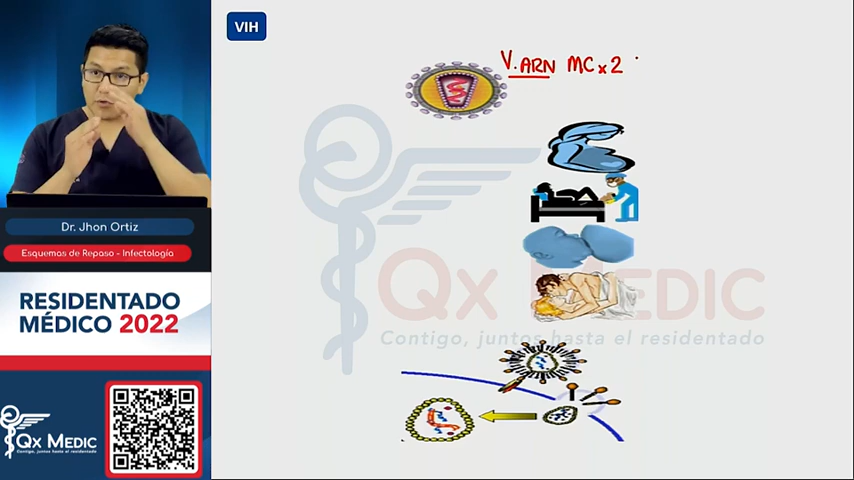 VIH
V. ARN MC x 2
Dr. Jhon Ortiz
Esquemas de Repaso - Infectología
RESIDENTADO
MÉDICO 2022
QX MEDIC
Contigo, juntos hasta el residentado
QX MEDIC
Contigo, juntos hasta el residentado